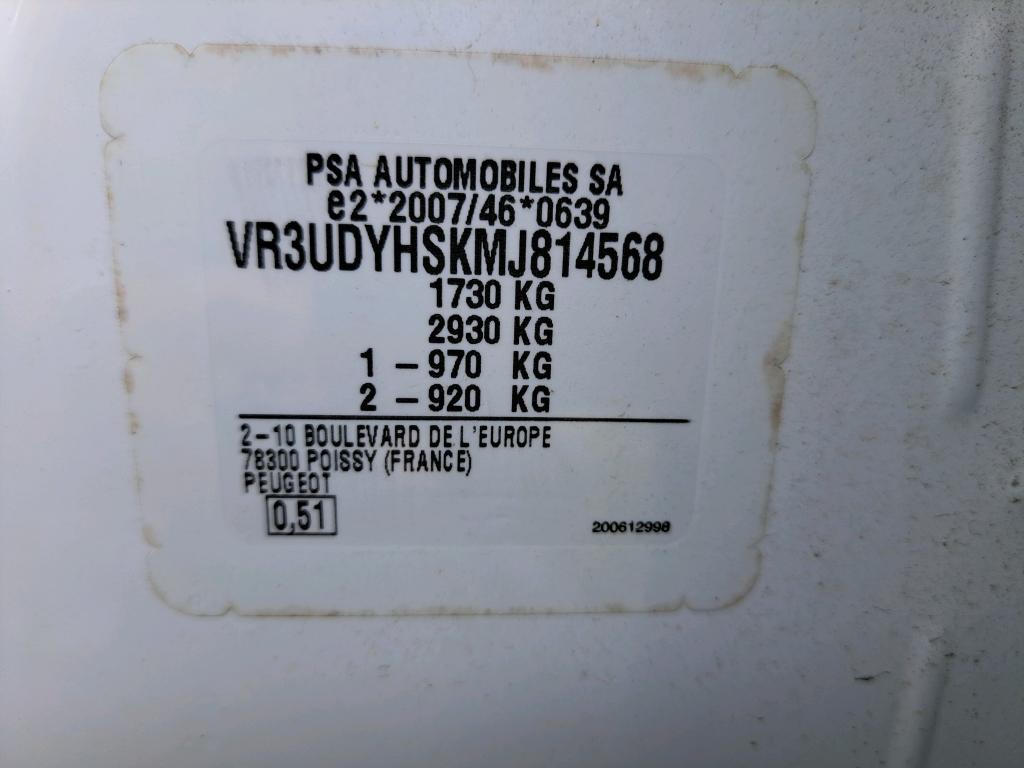 PSA AUTOMOBILES SA
e2*2007/46*0639
VR3UDYHSKMJ814568
1730 KG
2930 KG
1 – 970 KG
2 – 920 KG
2-10 BOULEVARD DE L'EUROPE
78300 POISSY (FRANCE)
PEUGEOT
0,51
200612998